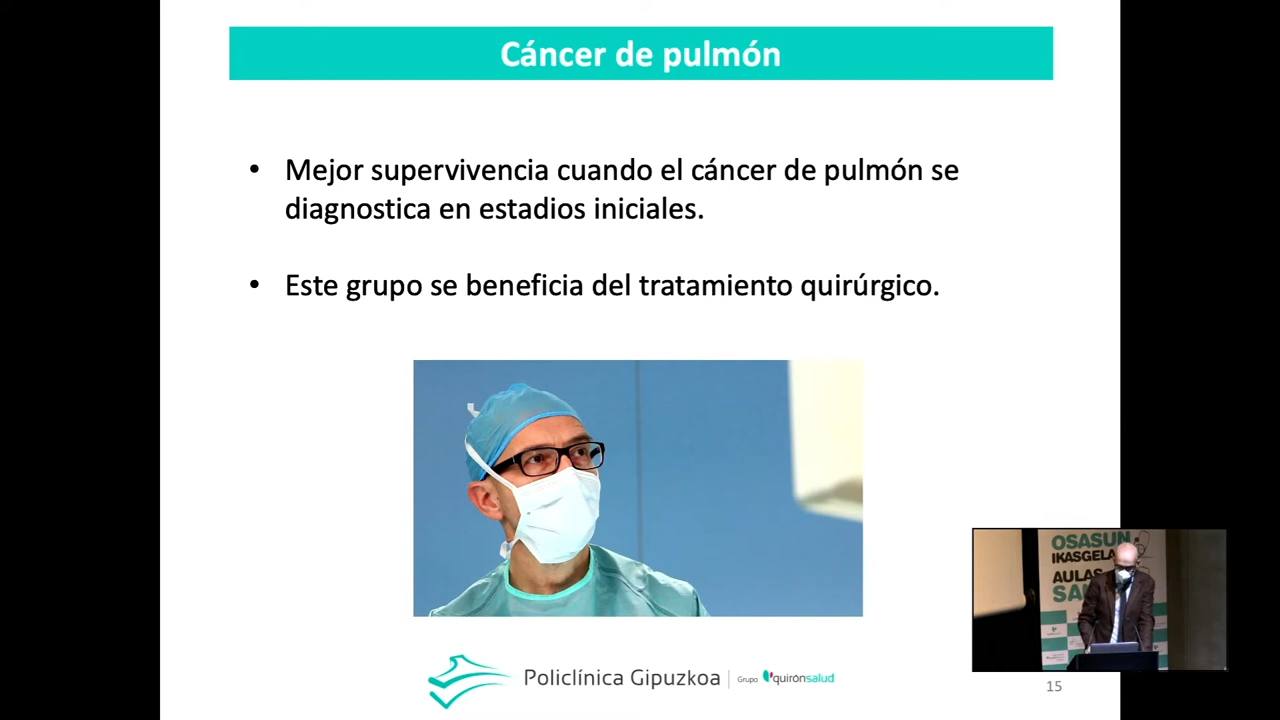 Cáncer de pulmón
• Mejor supervivencia cuando el cáncer de pulmón se
diagnostica en estadios iniciales.
• Este grupo se beneficia del tratamiento quirúrgico.
OSASUN
IKASGELA
AULAS
SA
Policlínica Gipuzkoa
Grupo quirónsalud
15